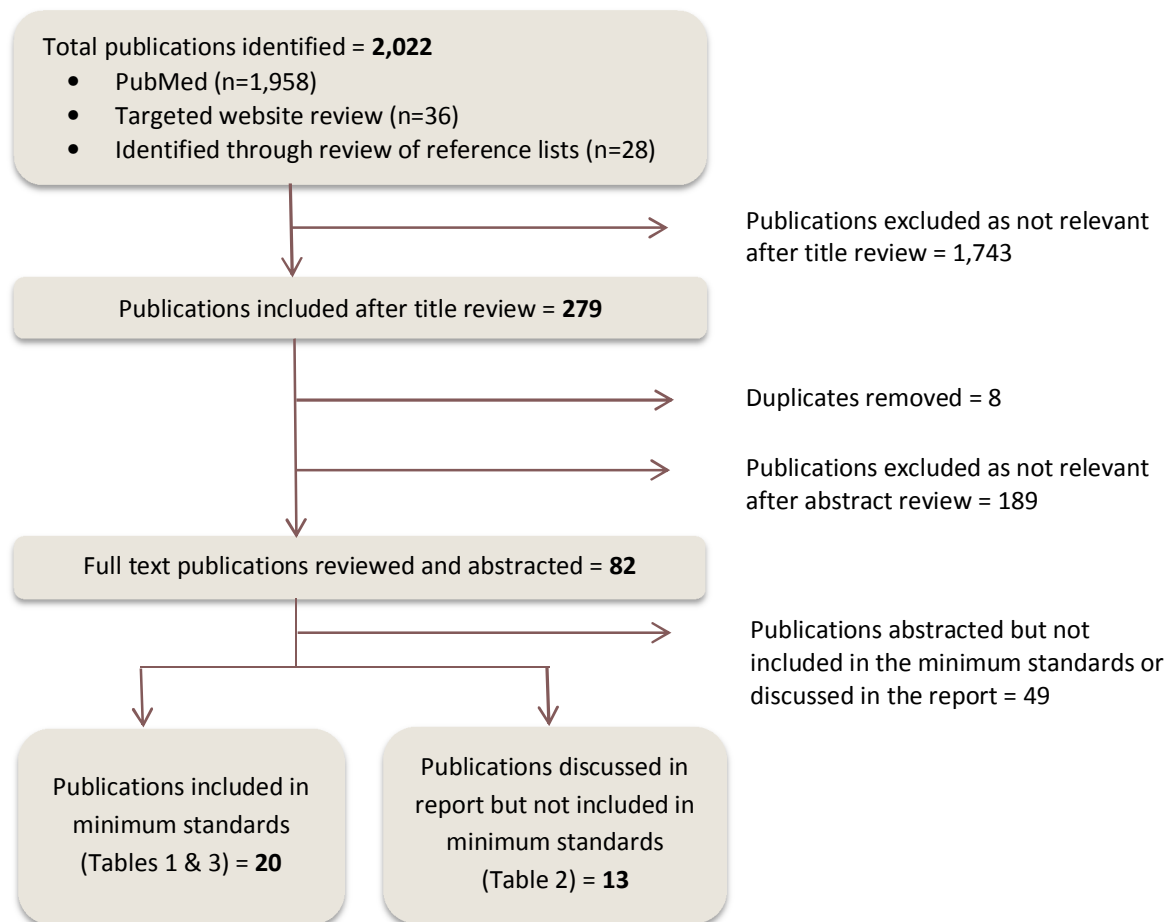 Total publications identified = 2,022
• PubMed (n=1,958)
• Targeted website review (n=36)
• Identified through review of reference lists (n=28)
Publications excluded as not relevant
after title review = 1,743
Publications included after title review = 279
Duplicates removed = 8
Publications excluded as not relevant
after abstract review = 189
Full text publications reviewed and abstracted = 82
Publications abstracted but not
included in the minimum standards or
discussed in the report = 49
Publications included in
minimum standards
(Tables 1 & 3) = 20
Publications discussed in
report but not included in
minimum standards
(Table 2) = 13